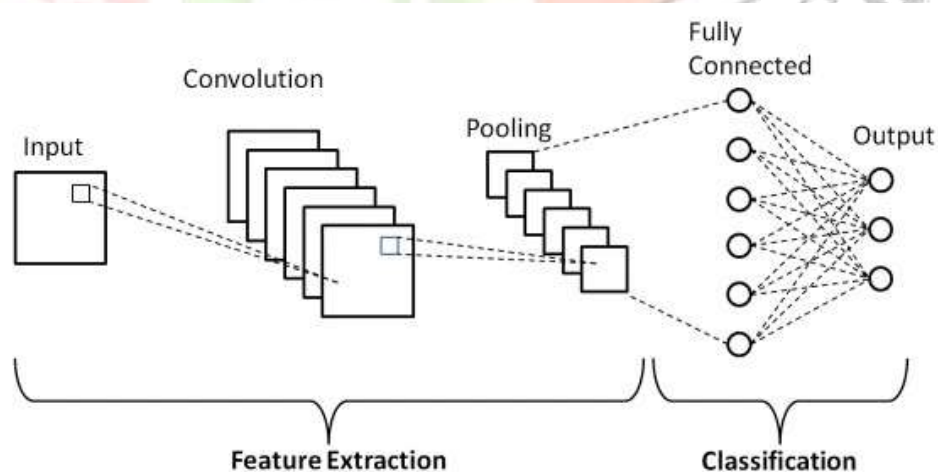 Input
Convolution
Pooling
Fully
Connected
Output
Feature Extraction
Classification